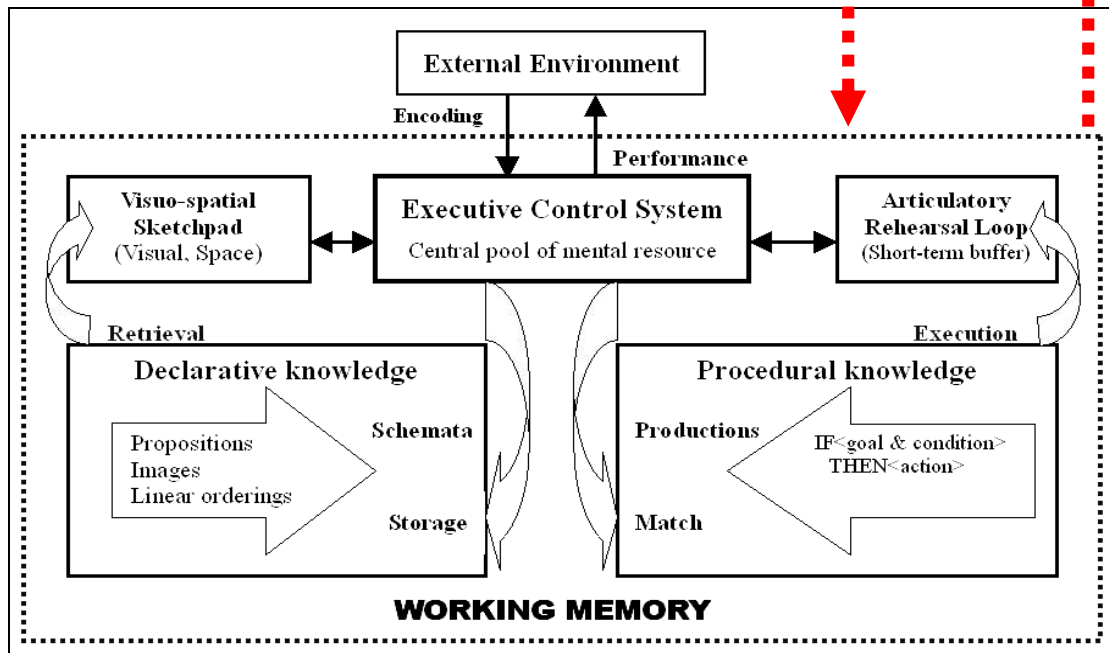 External Environment
Encoding
Performance
Visuo-spatial
Sketchpad
(Visual, Space)
Executive Control System
Central pool of mental resource
Articulatory
Rehearsal Loop
(Short-term buffer)
Retrieval
Execution
Declarative knowledge
Propositions
Images
Linear orderings
Schemata
Storage
Procedural knowledge
Productions
IF<goal & condition>
THEN<action>
Match
WORKING MEMORY